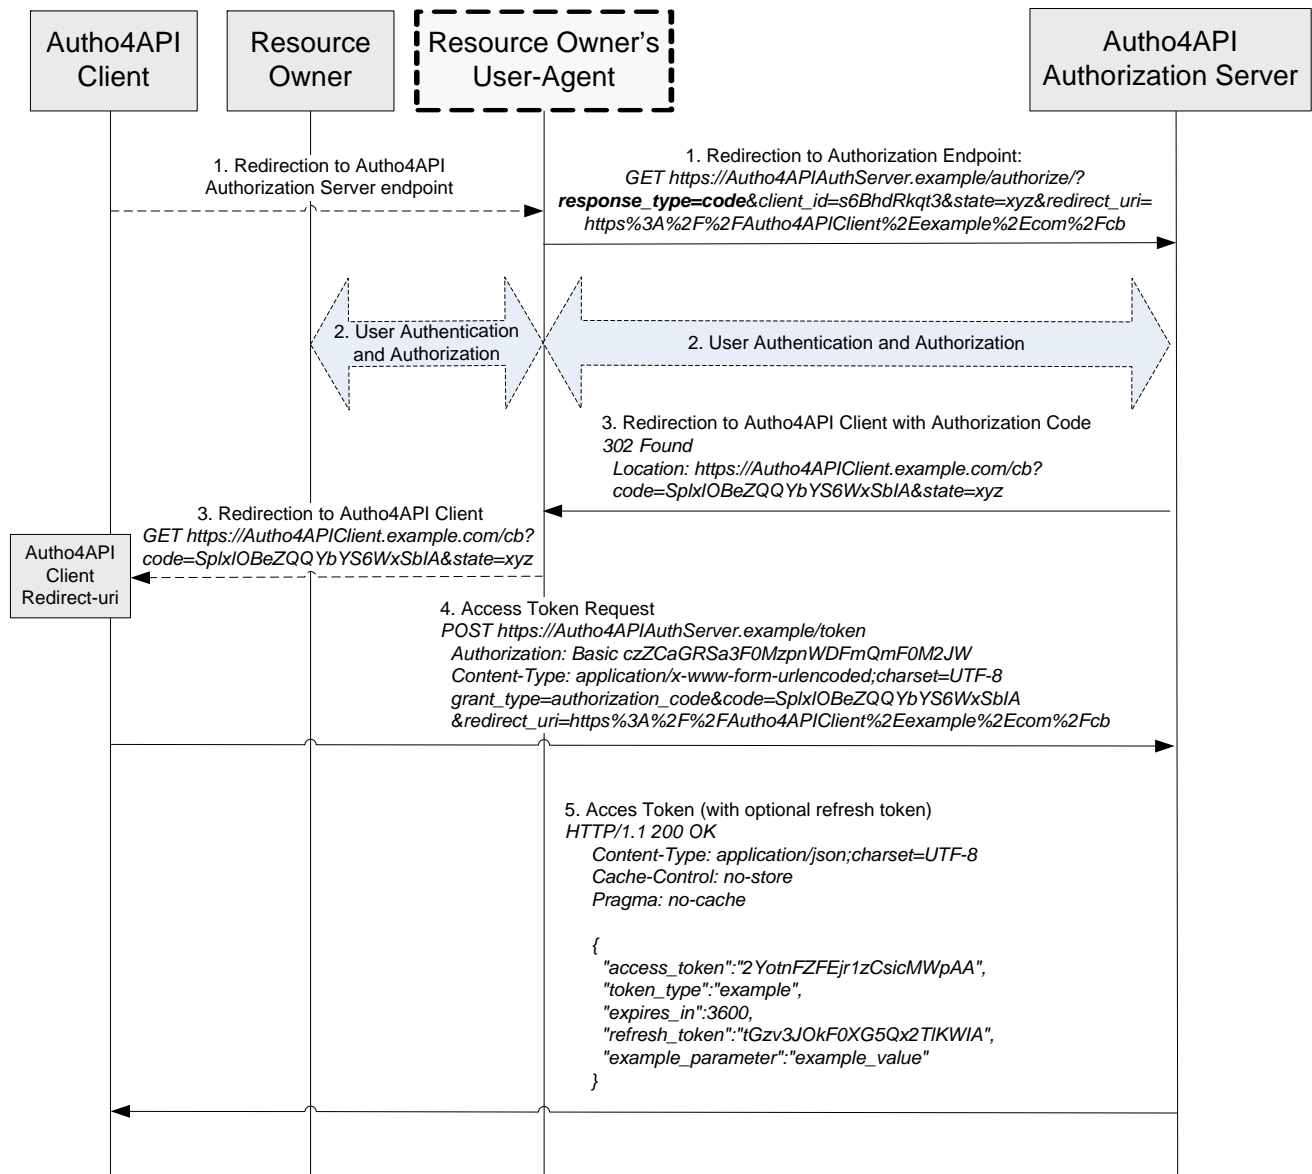 Autho4API
Client
Resource
Owner
Resource Owner's
User-Agent
Autho4API
Authorization Server
1. Redirection to Autho4API
Authorization Server endpoint
1. Redirection to Authorization Endpoint:
GET https://Autho4APIAuthServer.example/authorize/?
response_type=code&client_id=s6BhdRkqt3&state=xyz&redirect_uri=
https%3A%2F%2FAutho4APIClient%2Eexample%2Ecom%2Fcb
2. User Authentication
and Authorization
2. User Authentication and Authorization
3. Redirection to Autho4API Client with Authorization Code
302 Found
Location: https://Autho4APIClient.example.com/cb?
code=SplxlOBeZQQYbYS6WxSbIA&state=xyz
3. Redirection to Autho4API Client
GET https://Autho4APIClient.example.com/cb?
code=SplxlOBeZQQYbYS6WxSbIA&state=xyz
Autho4API
Client
Redirect-uri
4. Access Token Request
POST https://Autho4APIAuthServer.example/token
Authorization: Basic czZCaGRSa3F0MzpnWDFmQmF0M2JW
Content-Type: application/x-www-form-urlencoded;charset=UTF-8
grant_type=authorization_code&code=SplxlOBeZQQYbYS6WxSbIA
&redirect_uri=https%3A%2F%2FAutho4APIClient%2Eexample%2Ecom%2Fcb
5. Acces Token (with optional refresh token)
HTTP/1.1 200 OK
Content-Type: application/json;charset=UTF-8
Cache-Control: no-store
Pragma: no-cache
{
"access_token":"2YotnFZFEjr1zCsicMWpAA",
"token_type":"example",
"expires_in":3600,
"refresh_token":"tGzv3JOkF0XG5Qx2TlKWIA",
"example_parameter":"example_value"
}